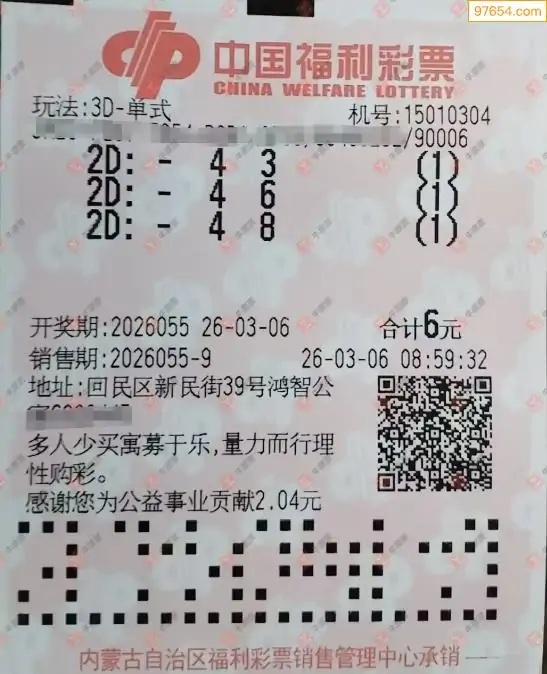 97654.com
中国福利彩票
CHINA WELFARE LOTTERY
玩法:3D-单式 机号:15010304
/90006
2D: - 4 3 (1)
2D: - 4 6 (1)
2D: - 4 8 (1)
开奖期:2026055 26-03-06 合计6元
销售期:2026055-9 26-03-06 08:59:32
地址:回民区新民街39号鸿智公
多人少买寓募于乐,量力而行理
性购彩。
感谢您为公益事业贡献2.04元
内蒙古自治区福利彩票销售管理中心承销